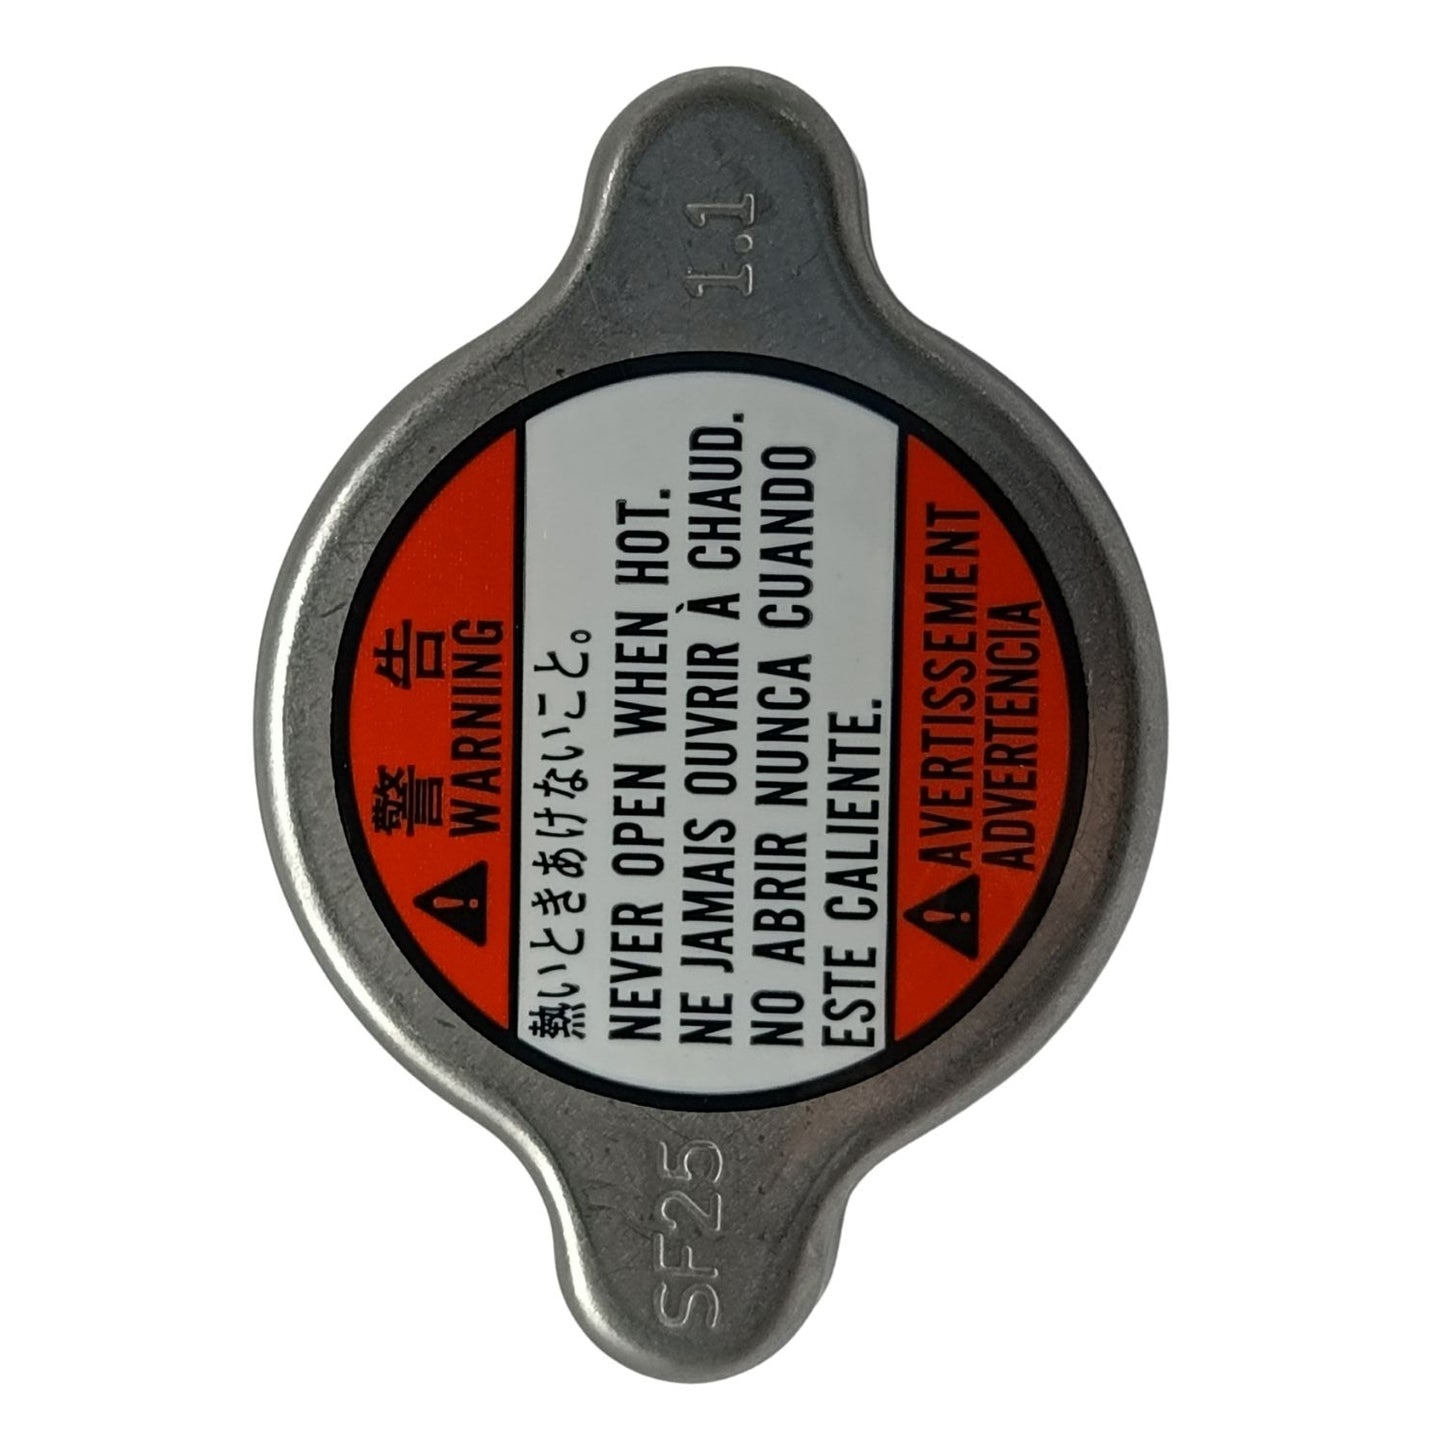 警 告
WARNING
熱いときあけないこと。
NEVER OPEN WHEN HOT.
NE JAMAIS OUVRIR À CHAUD.
NO ABRIR NUNCA CUANDO
ESTE CALIENTE.
AVERTISSEMENT
ADVERTENCIA
SF25
1.1